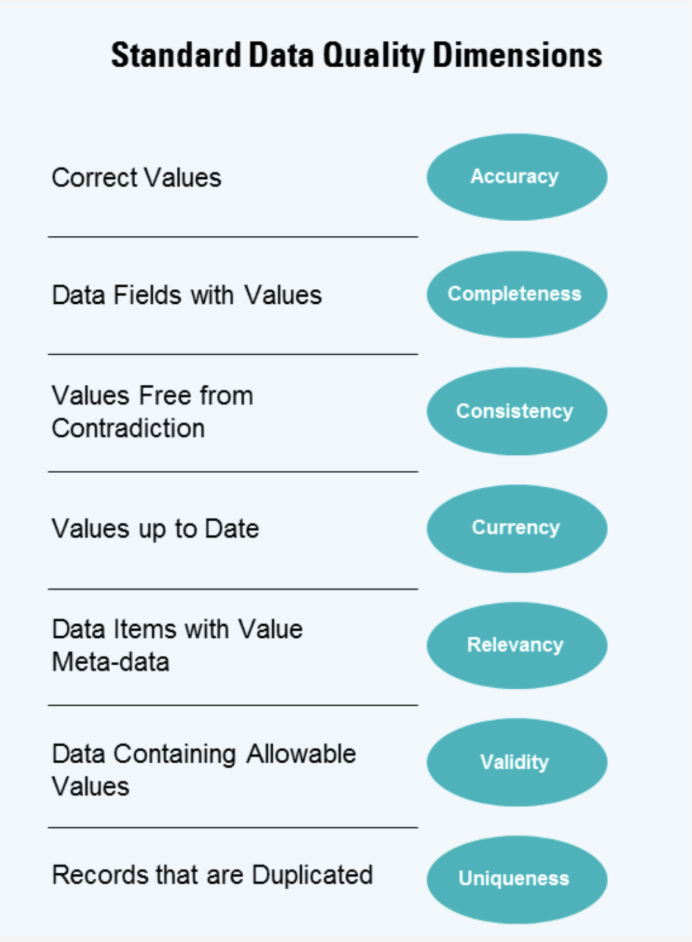 Standard Data Quality Dimensions
Correct Values
Accuracy
Data Fields with Values
Completeness
Values Free from
Contradiction
Consistency
Values up to Date
Currency
Data Items with Value
Meta-data
Relevancy
Data Containing Allowable
Values
Validity
Records that are Duplicated
Uniqueness